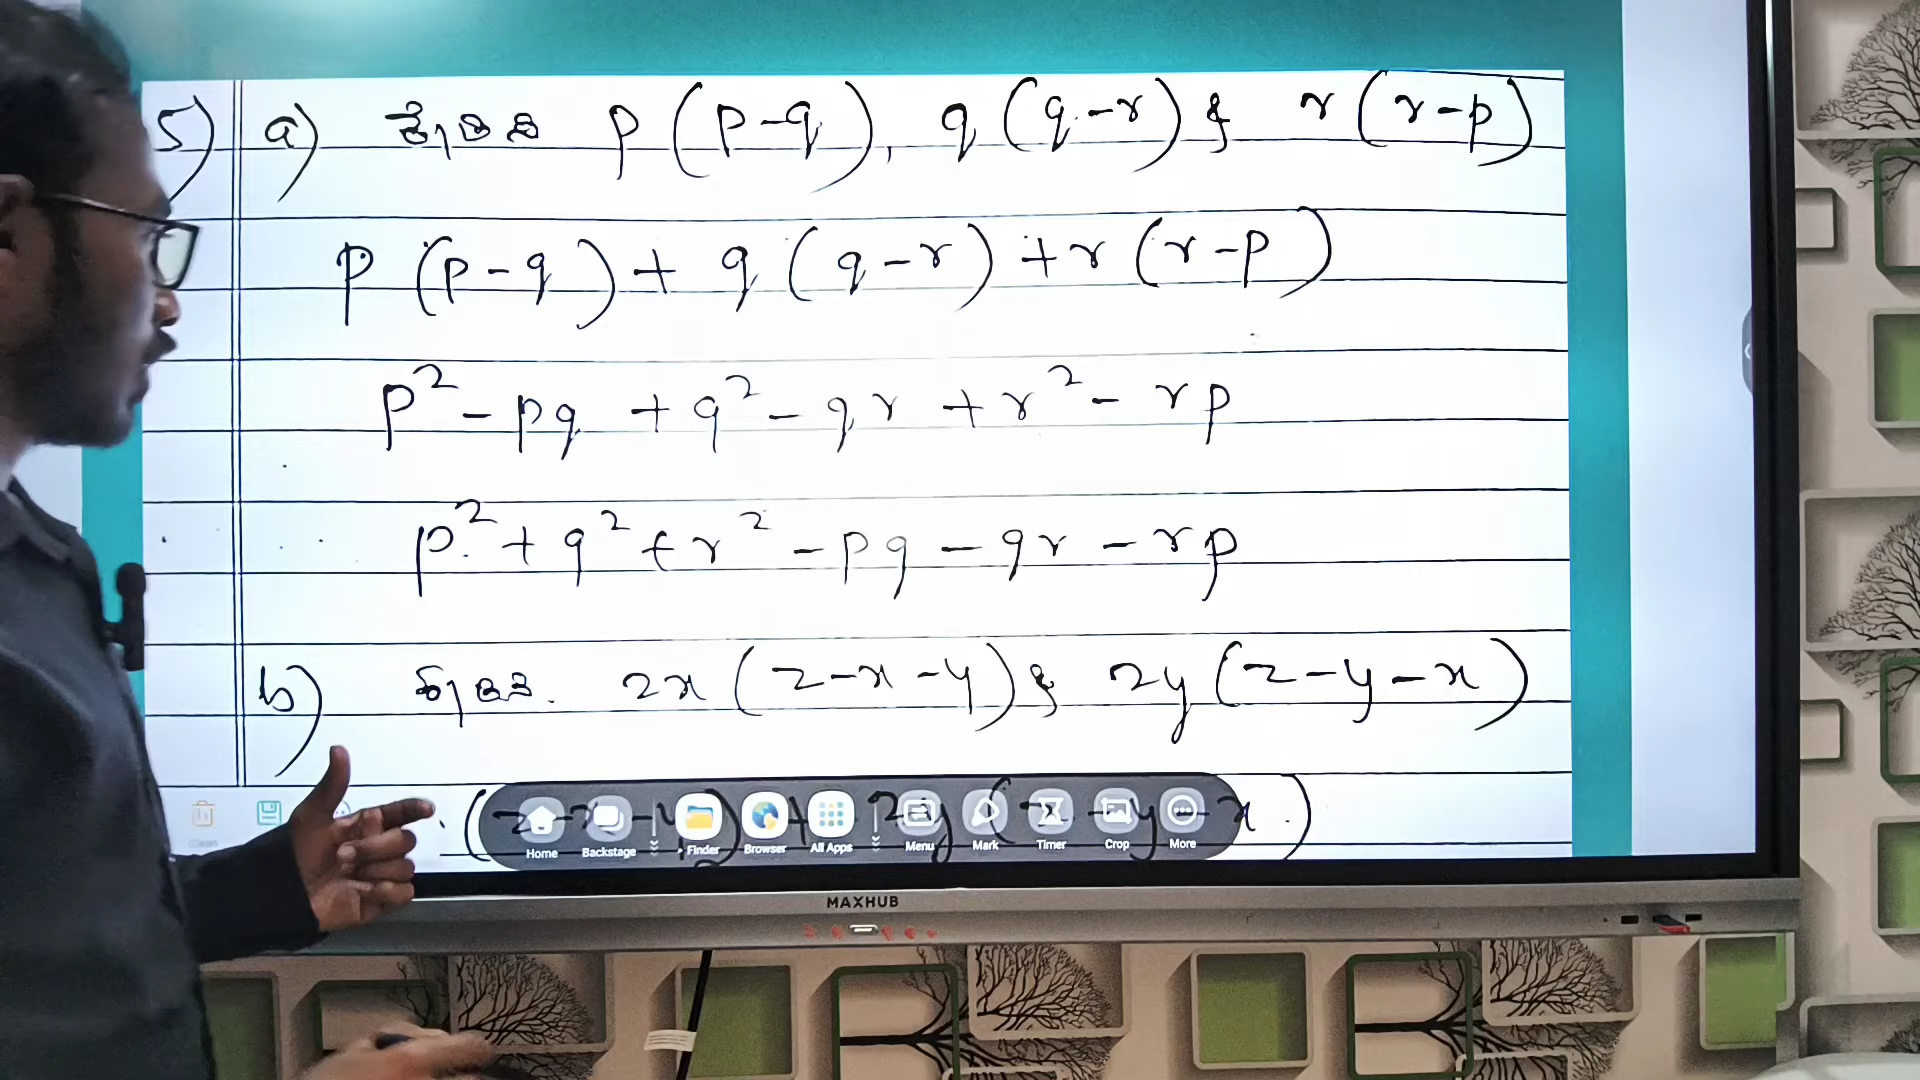 5) a) ಕೂಡಿಸಿ p (p-q), q (q-r) & r (r-p)
p (p-q) + q (q-r) + r (r-p)
p² - pq + q² - qr + r² - rp
p² + q² + r² - pq - qr - rp
b) ಕೂಡಿಸಿ. 2x (z-x-y) & 2y (z-y-x)
Home Backstage Finder Browser All Apps Menu Mark Timer Crop More
MAXHUB